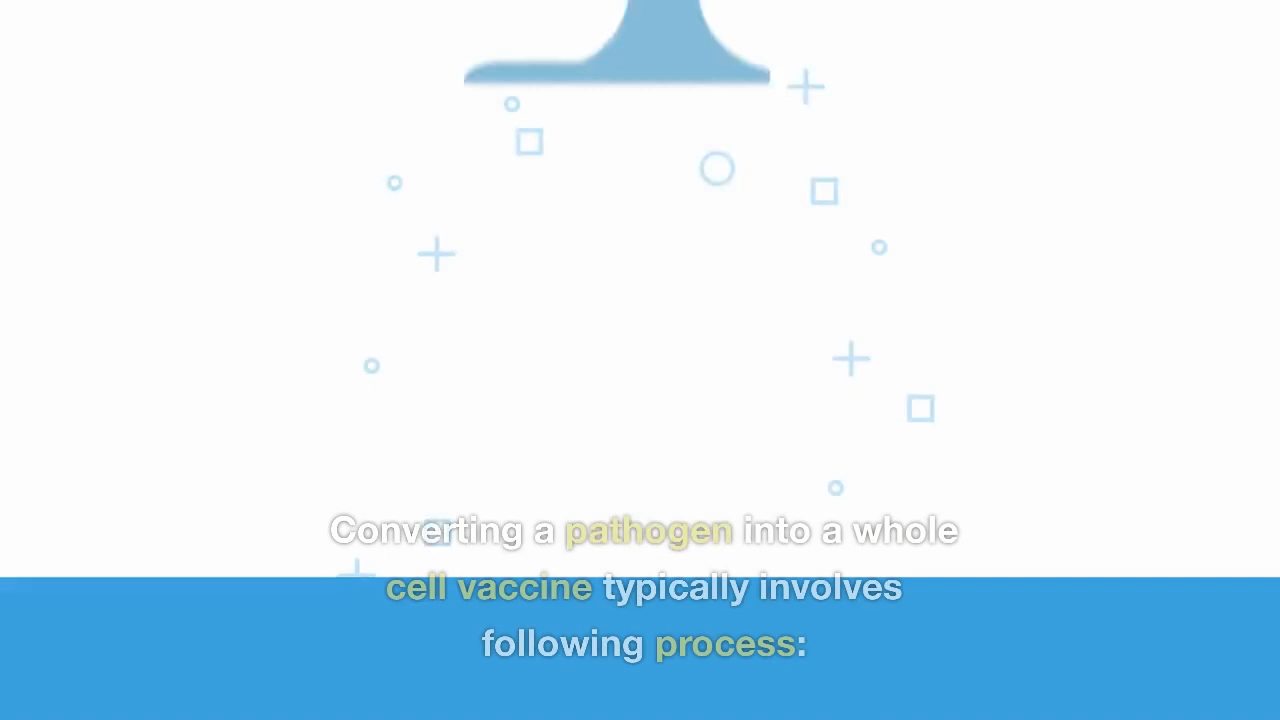 Converting a pathogen into a whole
cell vaccine typically involves
following process: